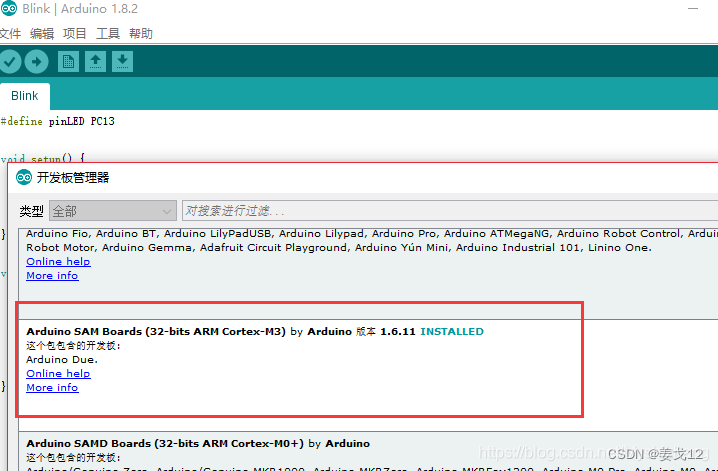 Blink | Arduino 1.8.2
文件 编辑 项目 工具 帮助
Blink
#define pinLED PC13
void setup() {
开发板管理器
类型 全部 对搜索进行过滤...
Arduino Fio, Arduino BT, Arduino LilyPadUSB, Arduino Lilypad, Arduino Pro, Arduino ATMegaNG, Arduino Robot Control, Arduino
}
Robot Motor, Arduino Gemma, Adafruit Circuit Playground, Arduino Yún Mini, Arduino Industrial 101, Linino One.
Online help
v
More info
Arduino SAM Boards (32-bits ARM Cortex-M3) by Arduino 版本 1.6.11 INSTALLED
这个包包含的开发板:
Arduino Due.
Online help
}
More info
Arduino SAMD Boards (32-bits ARM Cortex-M0+) by Arduino
这个包包含的开发板:
CSDN @姜戈12